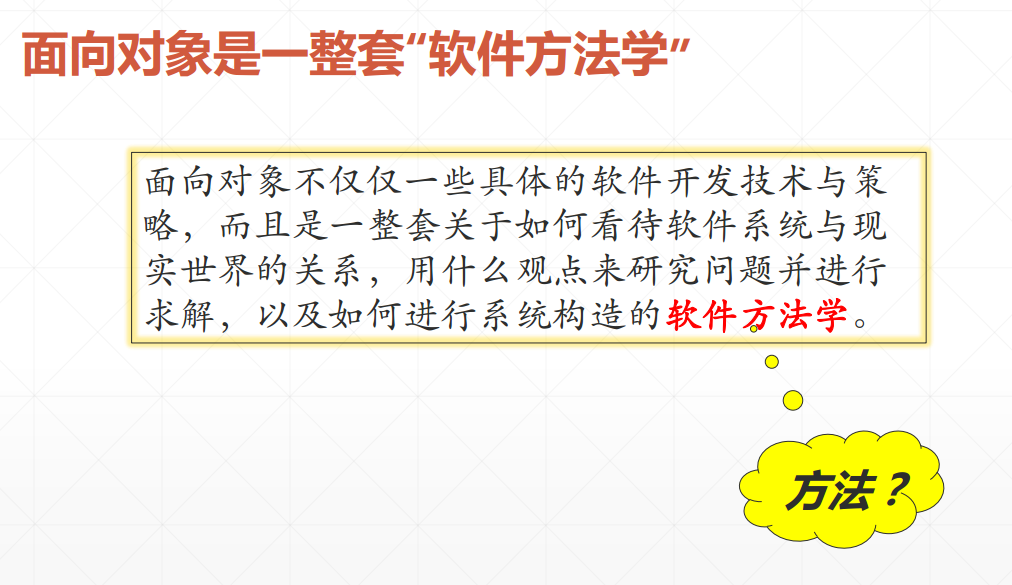 面向对象是一整套“软件方法学”
面向对象不仅仅一些具体的软件开发技术与策
略，而且是一整套关于如何看待软件系统与现
实世界的关系，用什么观点来研究问题并进行
求解，以及如何进行系统构造的软件方法学。
方法？